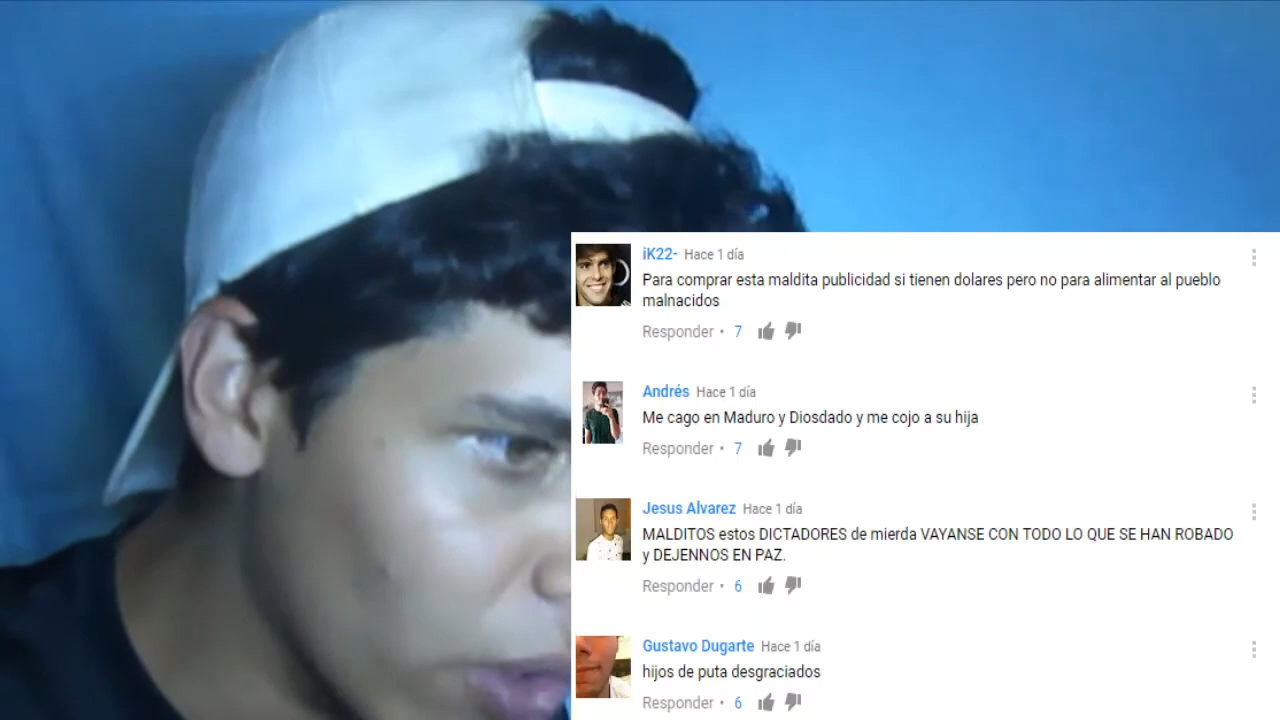 iK22- Hace 1 día
Para comprar esta maldita publicidad si tienen dolares pero no para alimentar al pueblo
malnacidos
Responder • 7
Andrés Hace 1 día
Me cago en Maduro y Diosdado y me cojo a su hija
Responder • 7
Jesus Alvarez Hace 1 día
MALDITOS estos DICTADORES de mierda VAYANSE CON TODO LO QUE SE HAN ROBADO
y DEJENNOS EN PAZ.
Responder • 6
Gustavo Dugarte Hace 1 día
hijos de puta desgraciados
Responder • 6